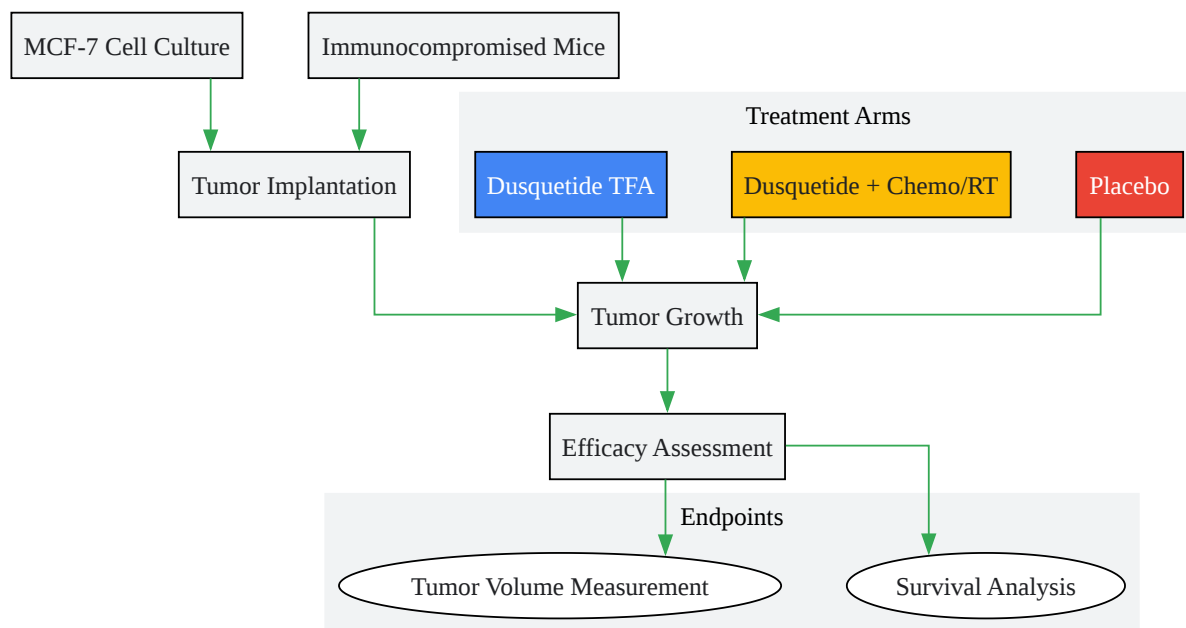 MCF-7 Cell Culture
Immunocompromised Mice
Treatment Arms
Tumor Implantation
Dusquetide TFA
Dusquetide + Chemo/RT
Placebo
Tumor Growth
Efficacy Assessment
Endpoints
Tumor Volume Measurement
Survival Analysis